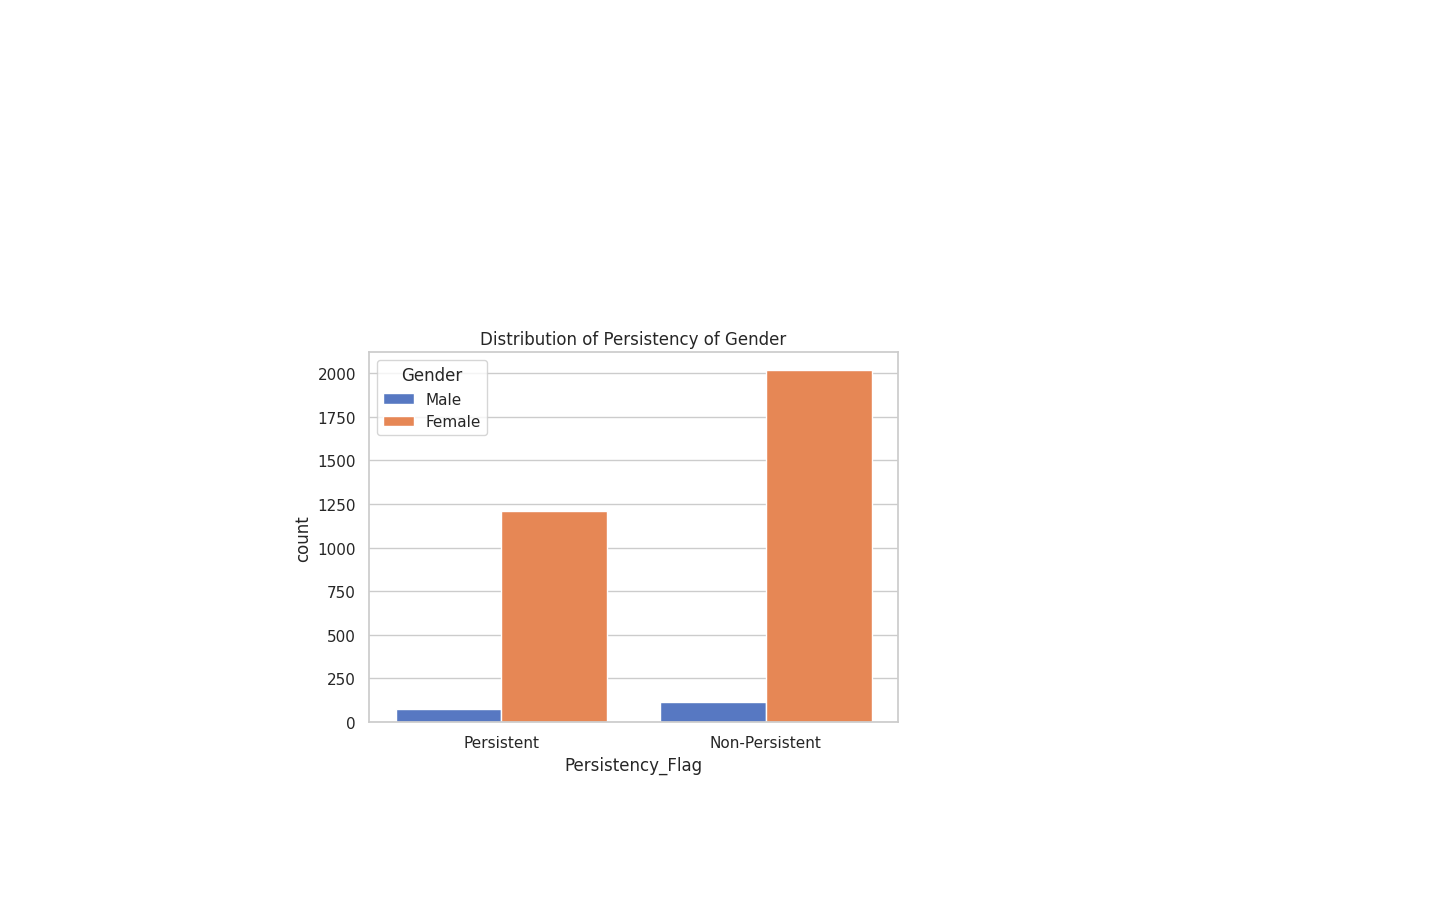 Distribution of Persistency of Gender
Gender
Male
Female
2000
1750
1500
1250
1000
750
500
250
0
count
Persistent
Non-Persistent
Persistency_Flag